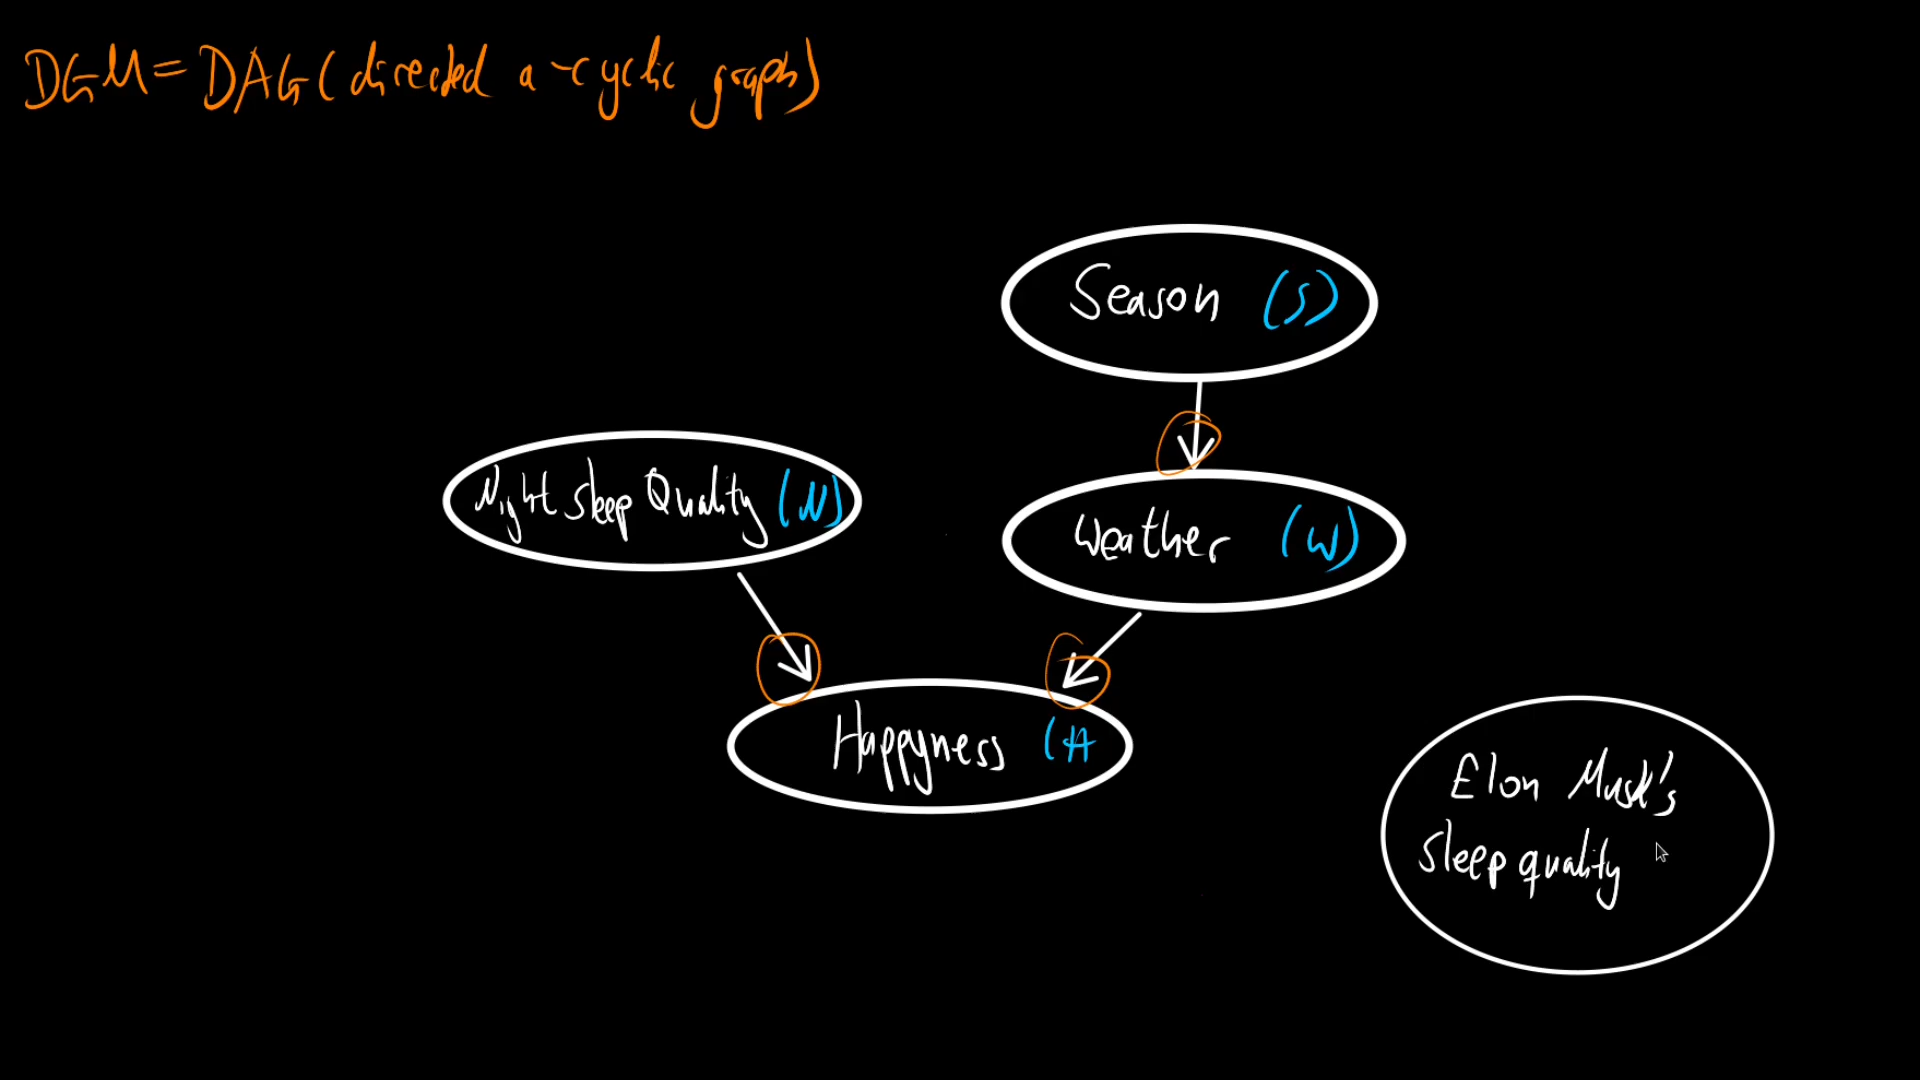 DGM = DAG (directed a-cyclic graph)
Season (S)
Night Sleep Quality (N)
Weather (W)
Happyness (H
Elon Musk's
sleep quality